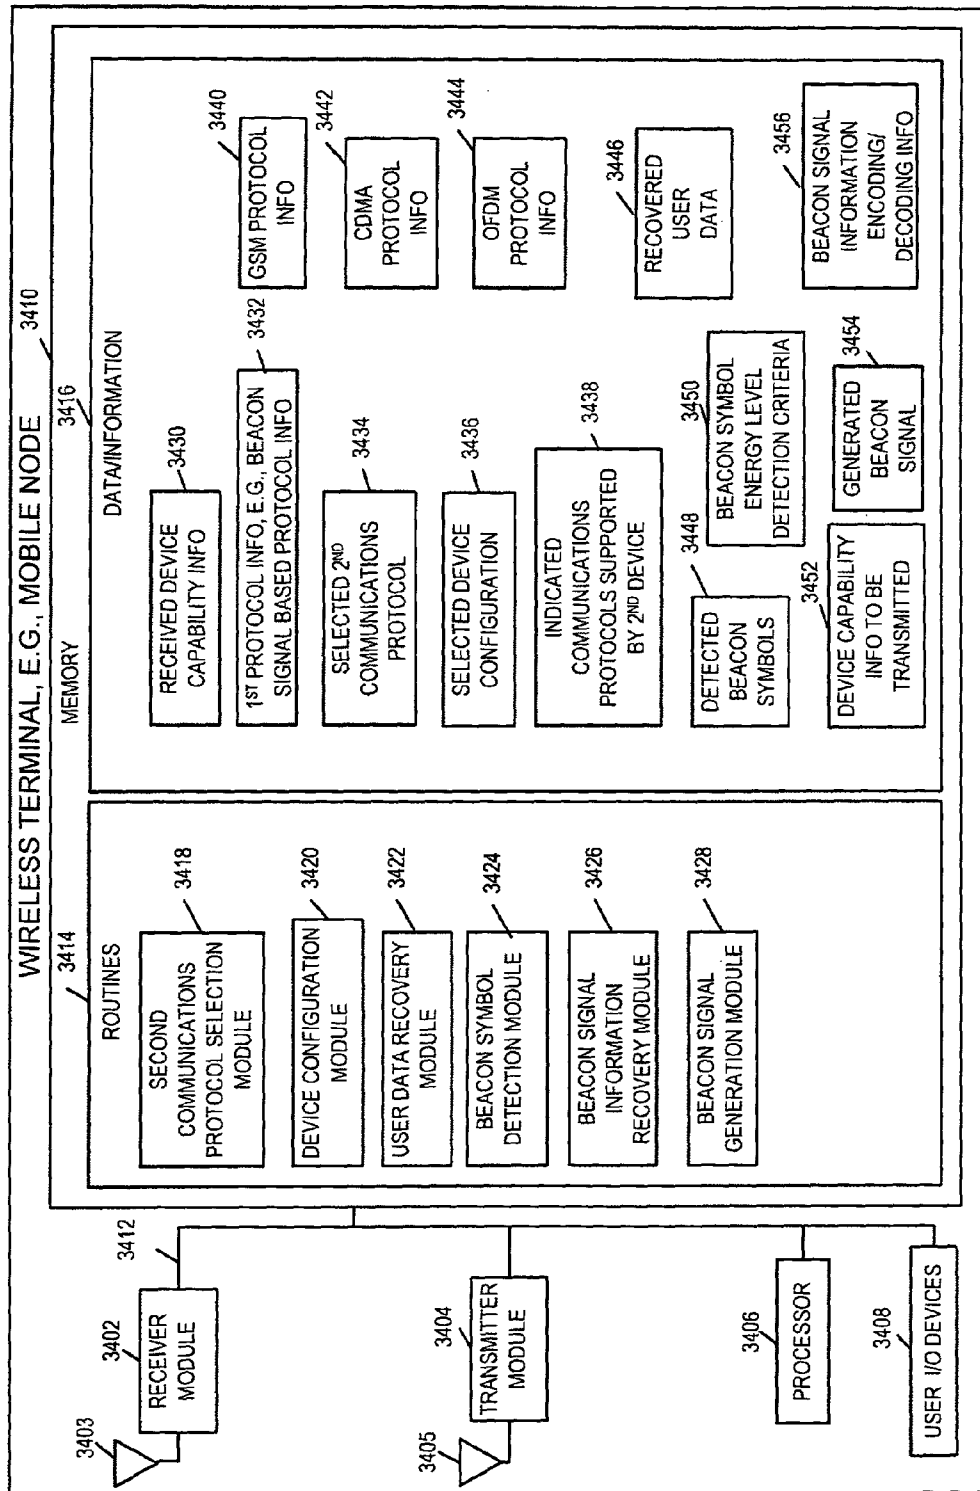 WIRELESS TERMINAL, E.G., MOBILE NODE
3410
3403
3402
RECEIVER
MODULE
3412
3405
3404
TRANSMITTER
MODULE
3406
PROCESSOR
3408
USER I/O DEVICES
MEMORY
3414
ROUTINES
3418
SECOND
COMMUNICATIONS
PROTOCOL SELECTION
MODULE
3420
DEVICE CONFIGURATION
MODULE
3422
USER DATA RECOVERY
MODULE
3424
BEACON SYMBOL
DETECTION MODULE
3426
BEACON SIGNAL
INFORMATION
RECOVERY MODULE
3428
BEACON SIGNAL
GENERATION MODULE
3416
DATA/INFORMATION
3430
RECEIVED DEVICE
CAPABILITY INFO
3432
1ST PROTOCOL INFO, E.G., BEACON
SIGNAL BASED PROTOCOL INFO
3434
SELECTED 2ND
COMMUNICATIONS
PROTOCOL
3436
SELECTED DEVICE
CONFIGURATION
3438
INDICATED
COMMUNICATIONS
PROTOCOLS SUPPORTED
BY 2ND DEVICE
3440
GSM PROTOCOL
INFO
3442
CDMA
PROTOCOL
INFO
3444
OFDM
PROTOCOL
INFO
3446
RECOVERED
USER
DATA
3448
DETECTED
BEACON
SYMBOLS
3450
BEACON SYMBOL
ENERGY LEVEL
DETECTION CRITERIA
3452
DEVICE CAPABILITY
INFO TO BE
TRANSMITTED
3454
GENERATED
BEACON
SIGNAL
3456
BEACON SIGNAL
INFORMATION
ENCODING/
DECODING INFO